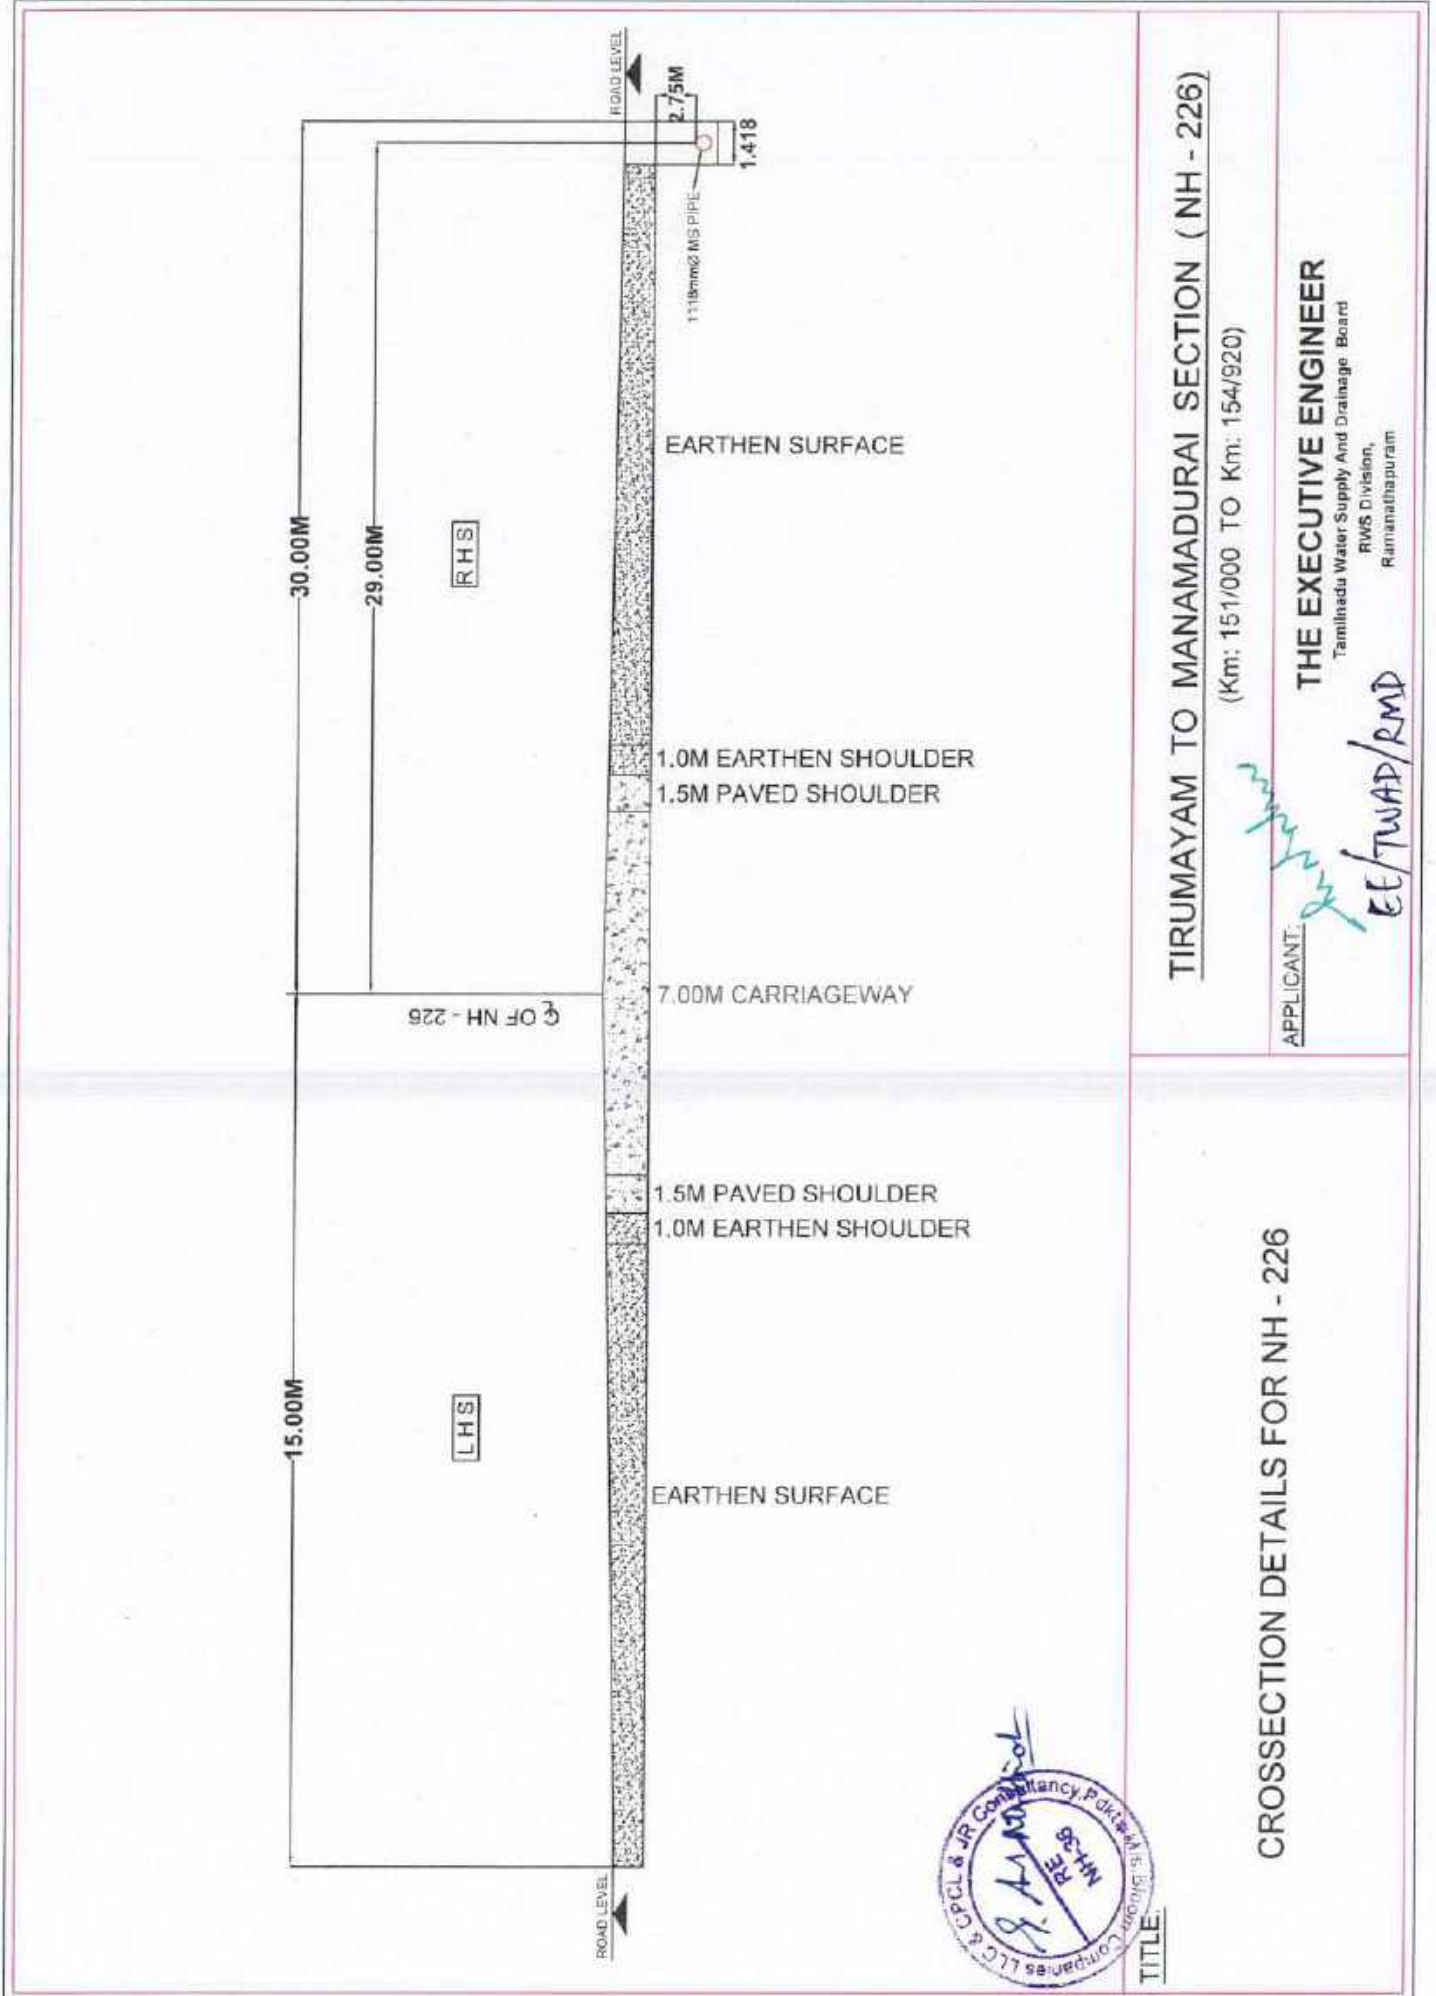 30.00M
29.00M
15.00M
RHS
LHS
℄ OF NH - 226
ROAD LEVEL
2.75M
1.418
1118mmØ MS PIPE
EARTHEN SURFACE
1.0M EARTHEN SHOULDER
1.5M PAVED SHOULDER
7.00M CARRIAGEWAY
1.5M PAVED SHOULDER
1.0M EARTHEN SHOULDER
EARTHEN SURFACE
ROAD LEVEL
& CPCL & JR Consultancy, Pdkt
Companies LLC
RE
NH-36
TITLE:
CROSSECTION DETAILS FOR NH - 226
TIRUMAYAM TO MANAMADURAI SECTION ( NH - 226)
(Km: 151/000 TO Km: 154/920)
APPLICANT:
THE EXECUTIVE ENGINEER
Tamilnadu Water Supply And Drainage Board
RWS Division,
Ramanathapuram
EE/TWAD/RMD